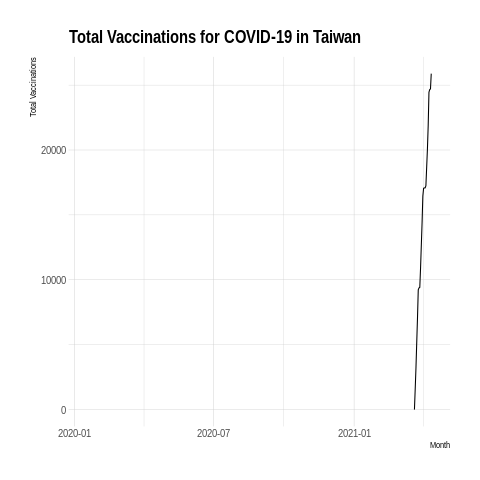 Total Vaccinations for COVID-19 in Taiwan
Total Vaccinations
20000
10000
0
2020-01
2020-07
2021-01
Month